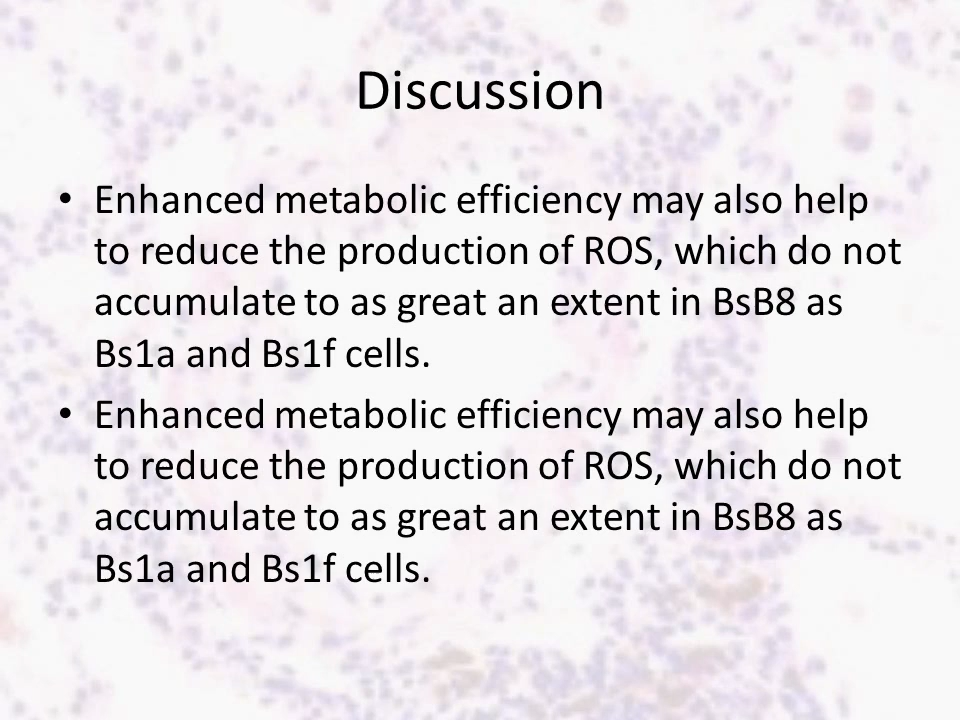 Discussion
• Enhanced metabolic efficiency may also help
to reduce the production of ROS, which do not
accumulate to as great an extent in BsB8 as
Bs1a and Bs1f cells.
• Enhanced metabolic efficiency may also help
to reduce the production of ROS, which do not
accumulate to as great an extent in BsB8 as
Bs1a and Bs1f cells.